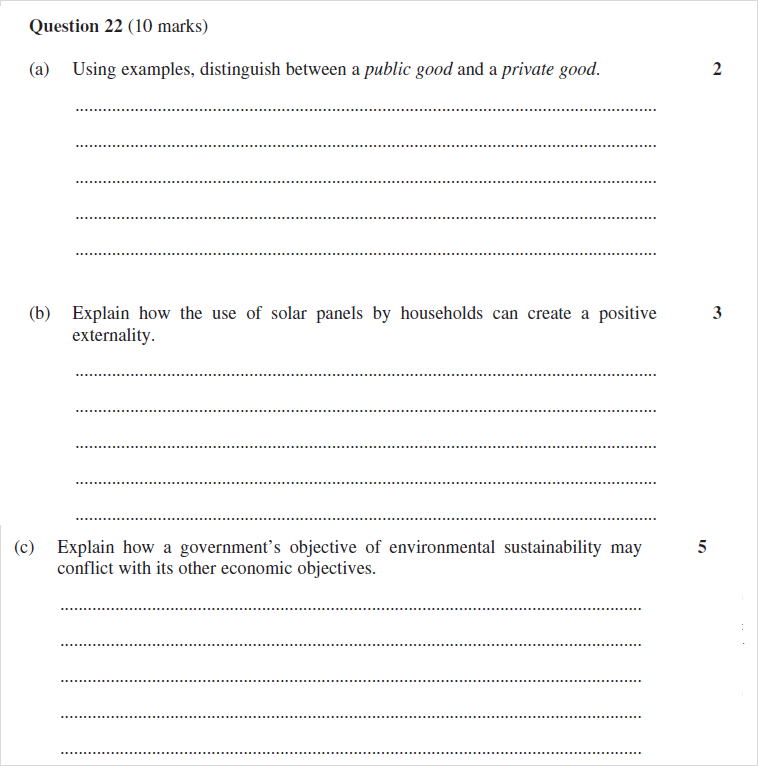 Question 22 (10 marks)
(a) Using examples, distinguish between a public good and a private good. 2
(b) Explain how the use of solar panels by households can create a positive 3
externality.
(c) Explain how a government’s objective of environmental sustainability may 5
conflict with its other economic objectives.